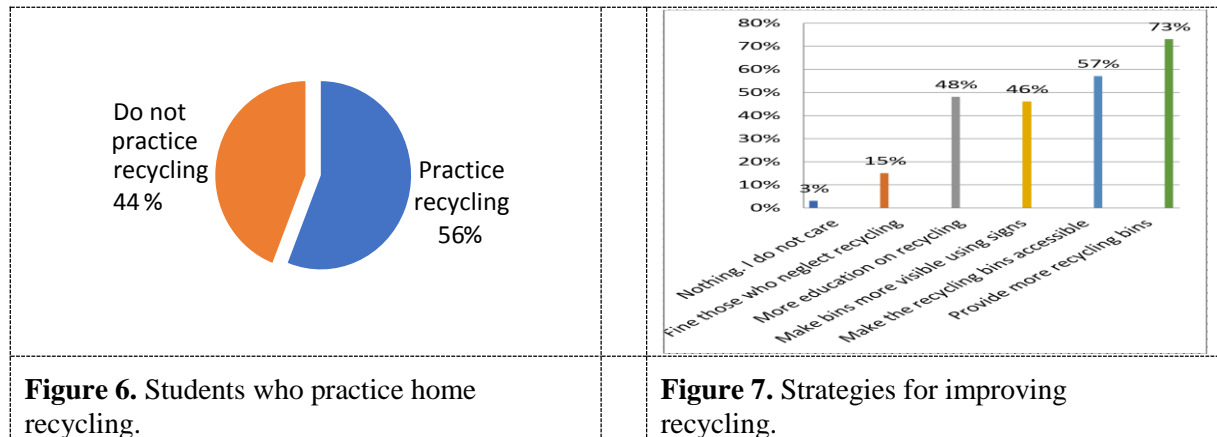 Do not
practice
recycling
44 %
Practice
recycling
56%
80%
70%
60%
50%
40%
30%
20%
10%
0%
3%
15%
48%
46%
57%
73%
Nothing. I do not care
Fine those who neglect recycling
More education on recycling
Make bins more visible using signs
Make the recycling bins accessible
Provide more recycling bins
Figure 6. Students who practice home
recycling.
Figure 7. Strategies for improving
recycling.